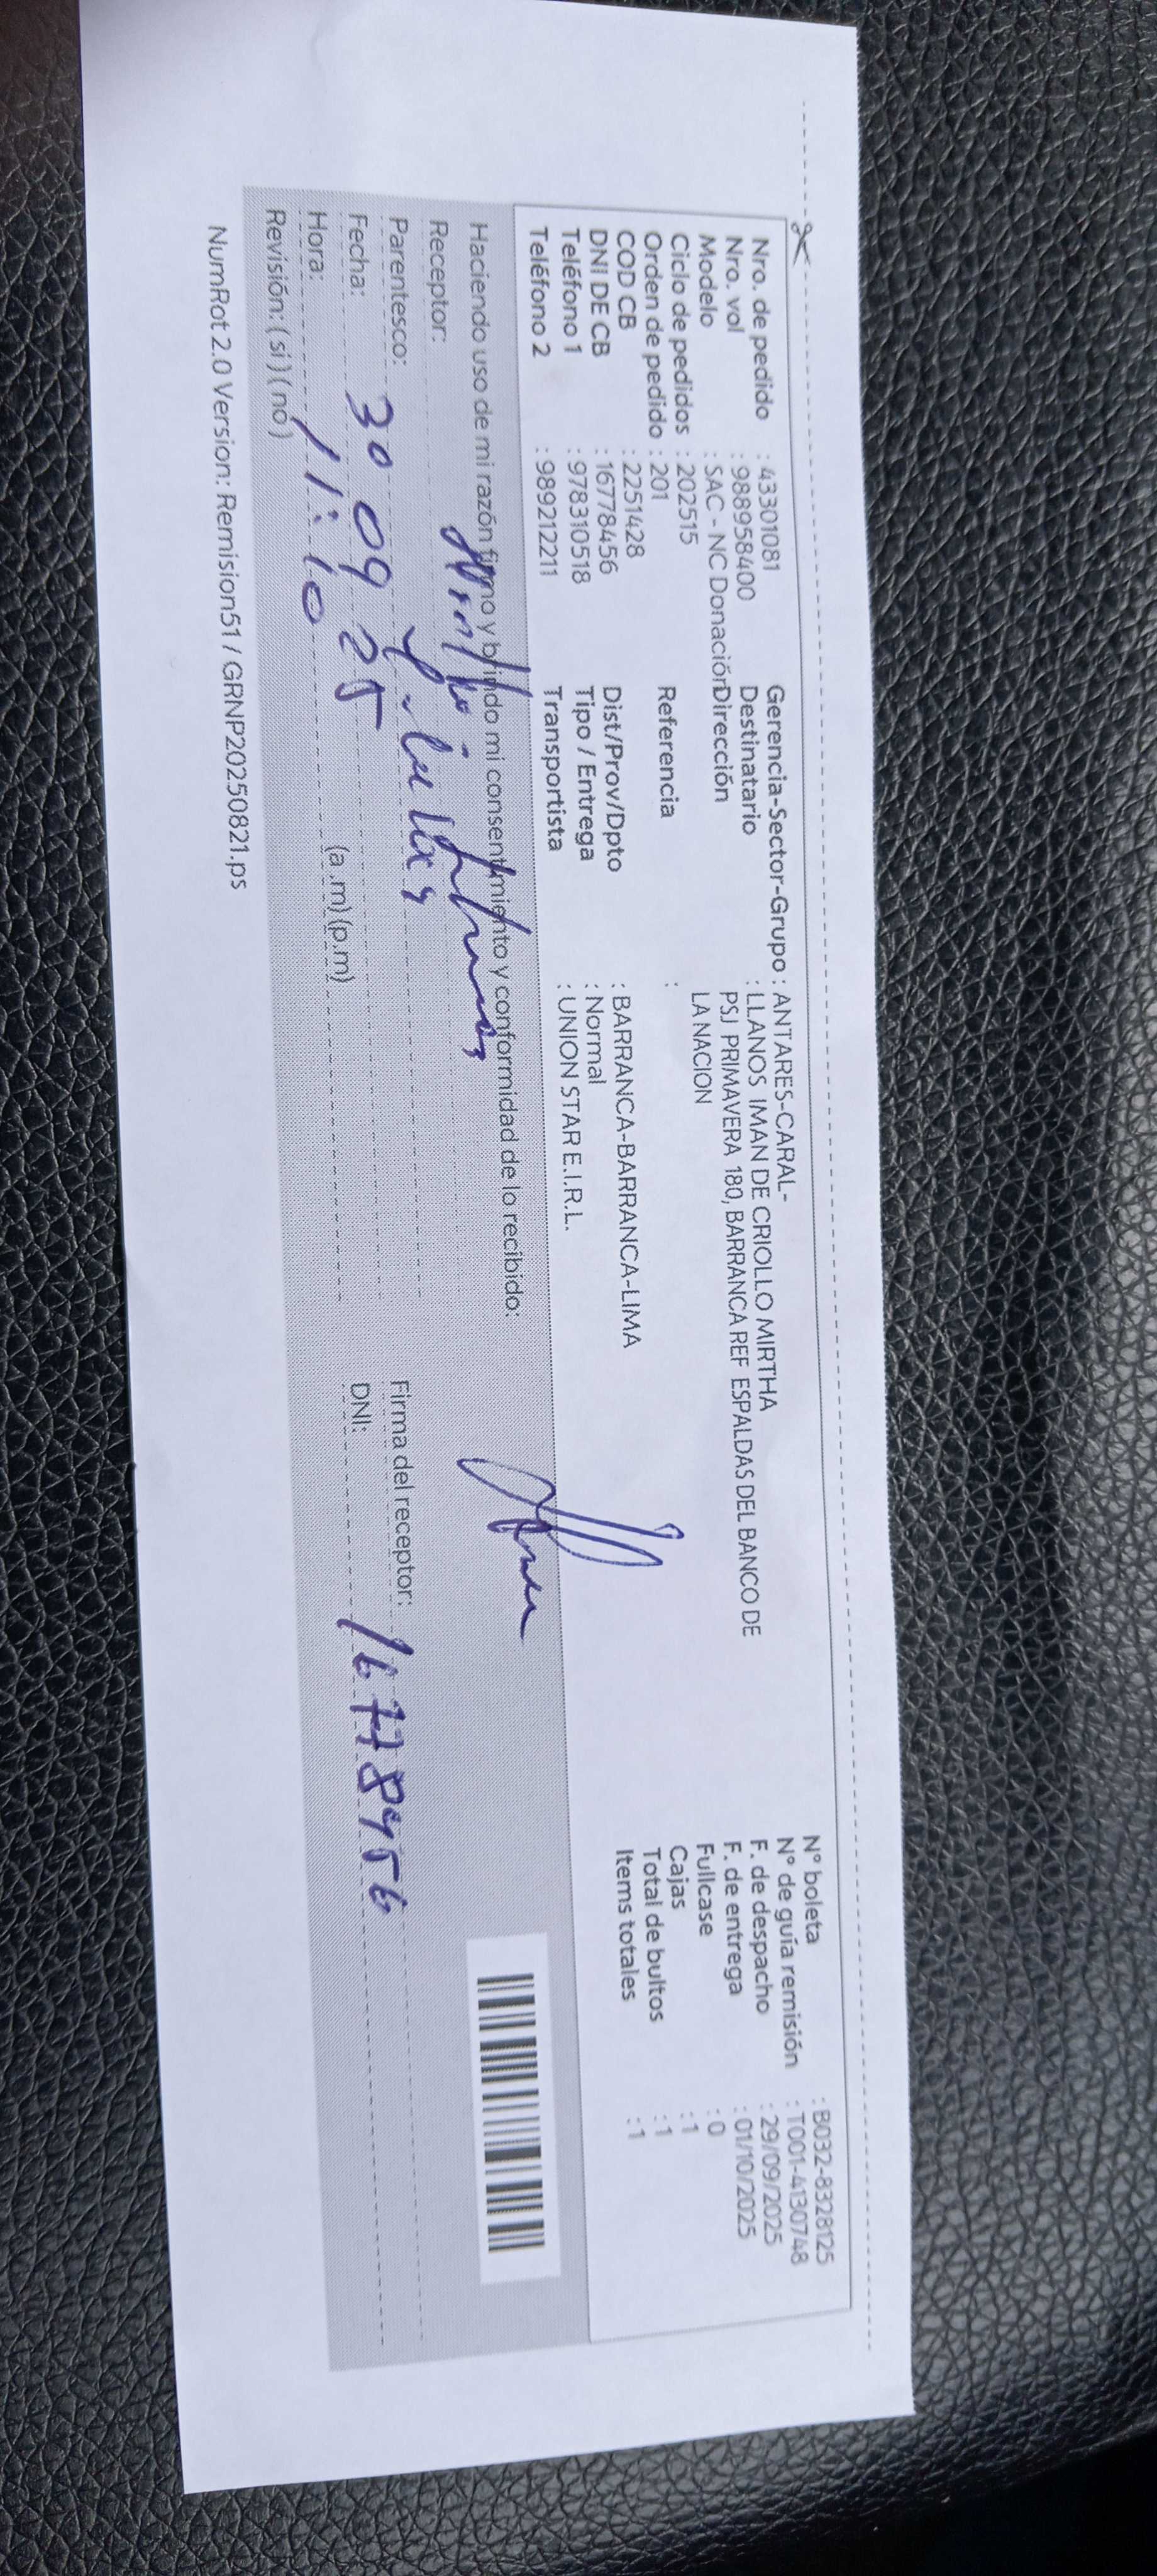 Nro. de pedido : 43301081
Nro. vol : 988958400
Modelo : SAC - NC Donación
Ciclo de pedidos : 202515
Orden de pedido : 201
COD CB : 2251428
DNI DE CB : 16778456
Teléfono 1 : 978310518
Teléfono 2 : 989212211
Gerencia-Sector-Grupo : ANTARES-CARAL-
Destinatario : LLANOS IMAN DE CRIOLLO MIRTHA
Dirección PSJ PRIMAVERA 180, BARRANCA REF ESPALDAS DEL BANCO DE
LA NACION
Referencia :
Dist/Prov/Dpto : BARRANCA-BARRANCA-LIMA
Tipo / Entrega : Normal
Transportista : UNION STAR E.I.R.L.
N° boleta : B032-8328125
N° de guía remisión : T001-4130748
F. de despacho : 29/09/2025
F. de entrega : 01/10/2025
Fullcase : 0
Cajas : 1
Total de bultos : 1
Items totales : 1
Haciendo uso de mi razón firmo y brindo mi consentimiento y conformidad de lo recibido:
Receptor:
Parentesco:
Fecha: 30 09 25
Hora: 11:10 (a .m) (p.m)
Revisión: ( si ) ( no )
Firma del receptor:
DNI: 16778456
NumRot 2.0 Version: Remision51 / GRNP20250821.ps